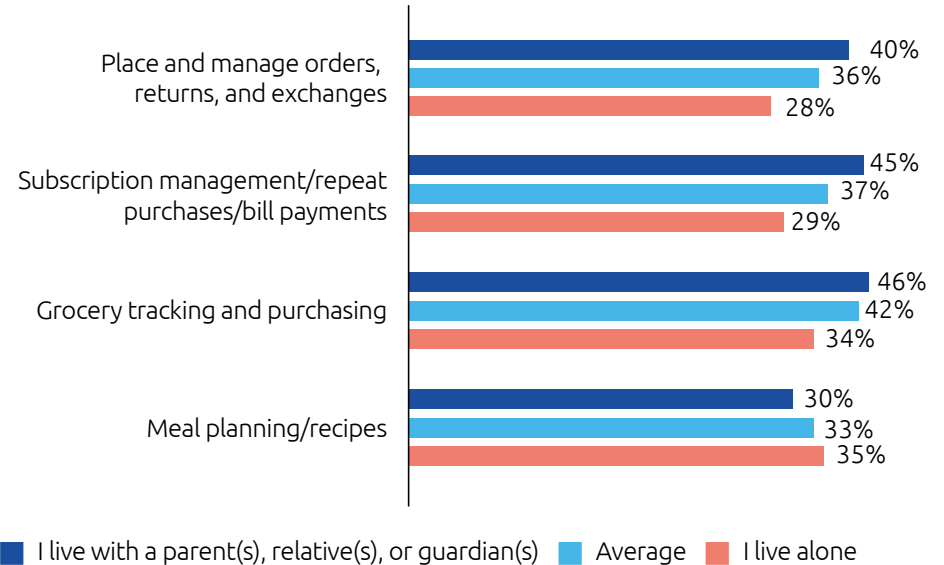 Place and manage orders,
returns, and exchanges
40%
36%
28%
Subscription management/repeat
purchases/bill payments
45%
37%
29%
Grocery tracking and purchasing
46%
42%
34%
Meal planning/recipes
30%
33%
35%
I live with a parent(s), relative(s), or guardian(s) Average I live alone